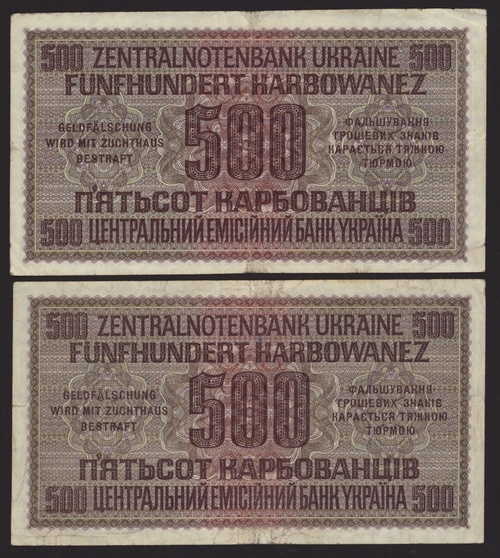 500 ZENTRALNOTENBANK UKRAINE 500
FÜNFHUNDERT KARBOWANEZ
GELDFÄLSCHUNG
WIRD MIT ZUCHTHAUS
BESTRAFT
500
ФАЛЬШУВАННЯ
ГРОШЕВИХ ЗНАКІВ
КАРАЄТЬСЯ ТЯЖКОЮ
ТЮРМОЮ
П'ЯТЬСОТ КАРБОВАНЦІВ
500 ЦЕНТРАЛЬНИЙ ЕМІСІЙНИЙ БАНК УКРАЇНА 500
500 ZENTRALNOTENBANK UKRAINE 500
FÜNFHUNDERT KARBOWANEZ
GELDFÄLSCHUNG
WIRD MIT ZUCHTHAUS
BESTRAFT
500
ФАЛЬШУВАННЯ
ГРОШЕВИХ ЗНАКІВ
КАРАЄТЬСЯ ТЯЖКОЮ
ТЮРМОЮ
П'ЯТЬСОТ КАРБОВАНЦІВ
500 ЦЕНТРАЛЬНИЙ ЕМІСІЙНИЙ БАНК УКРАЇНА 500